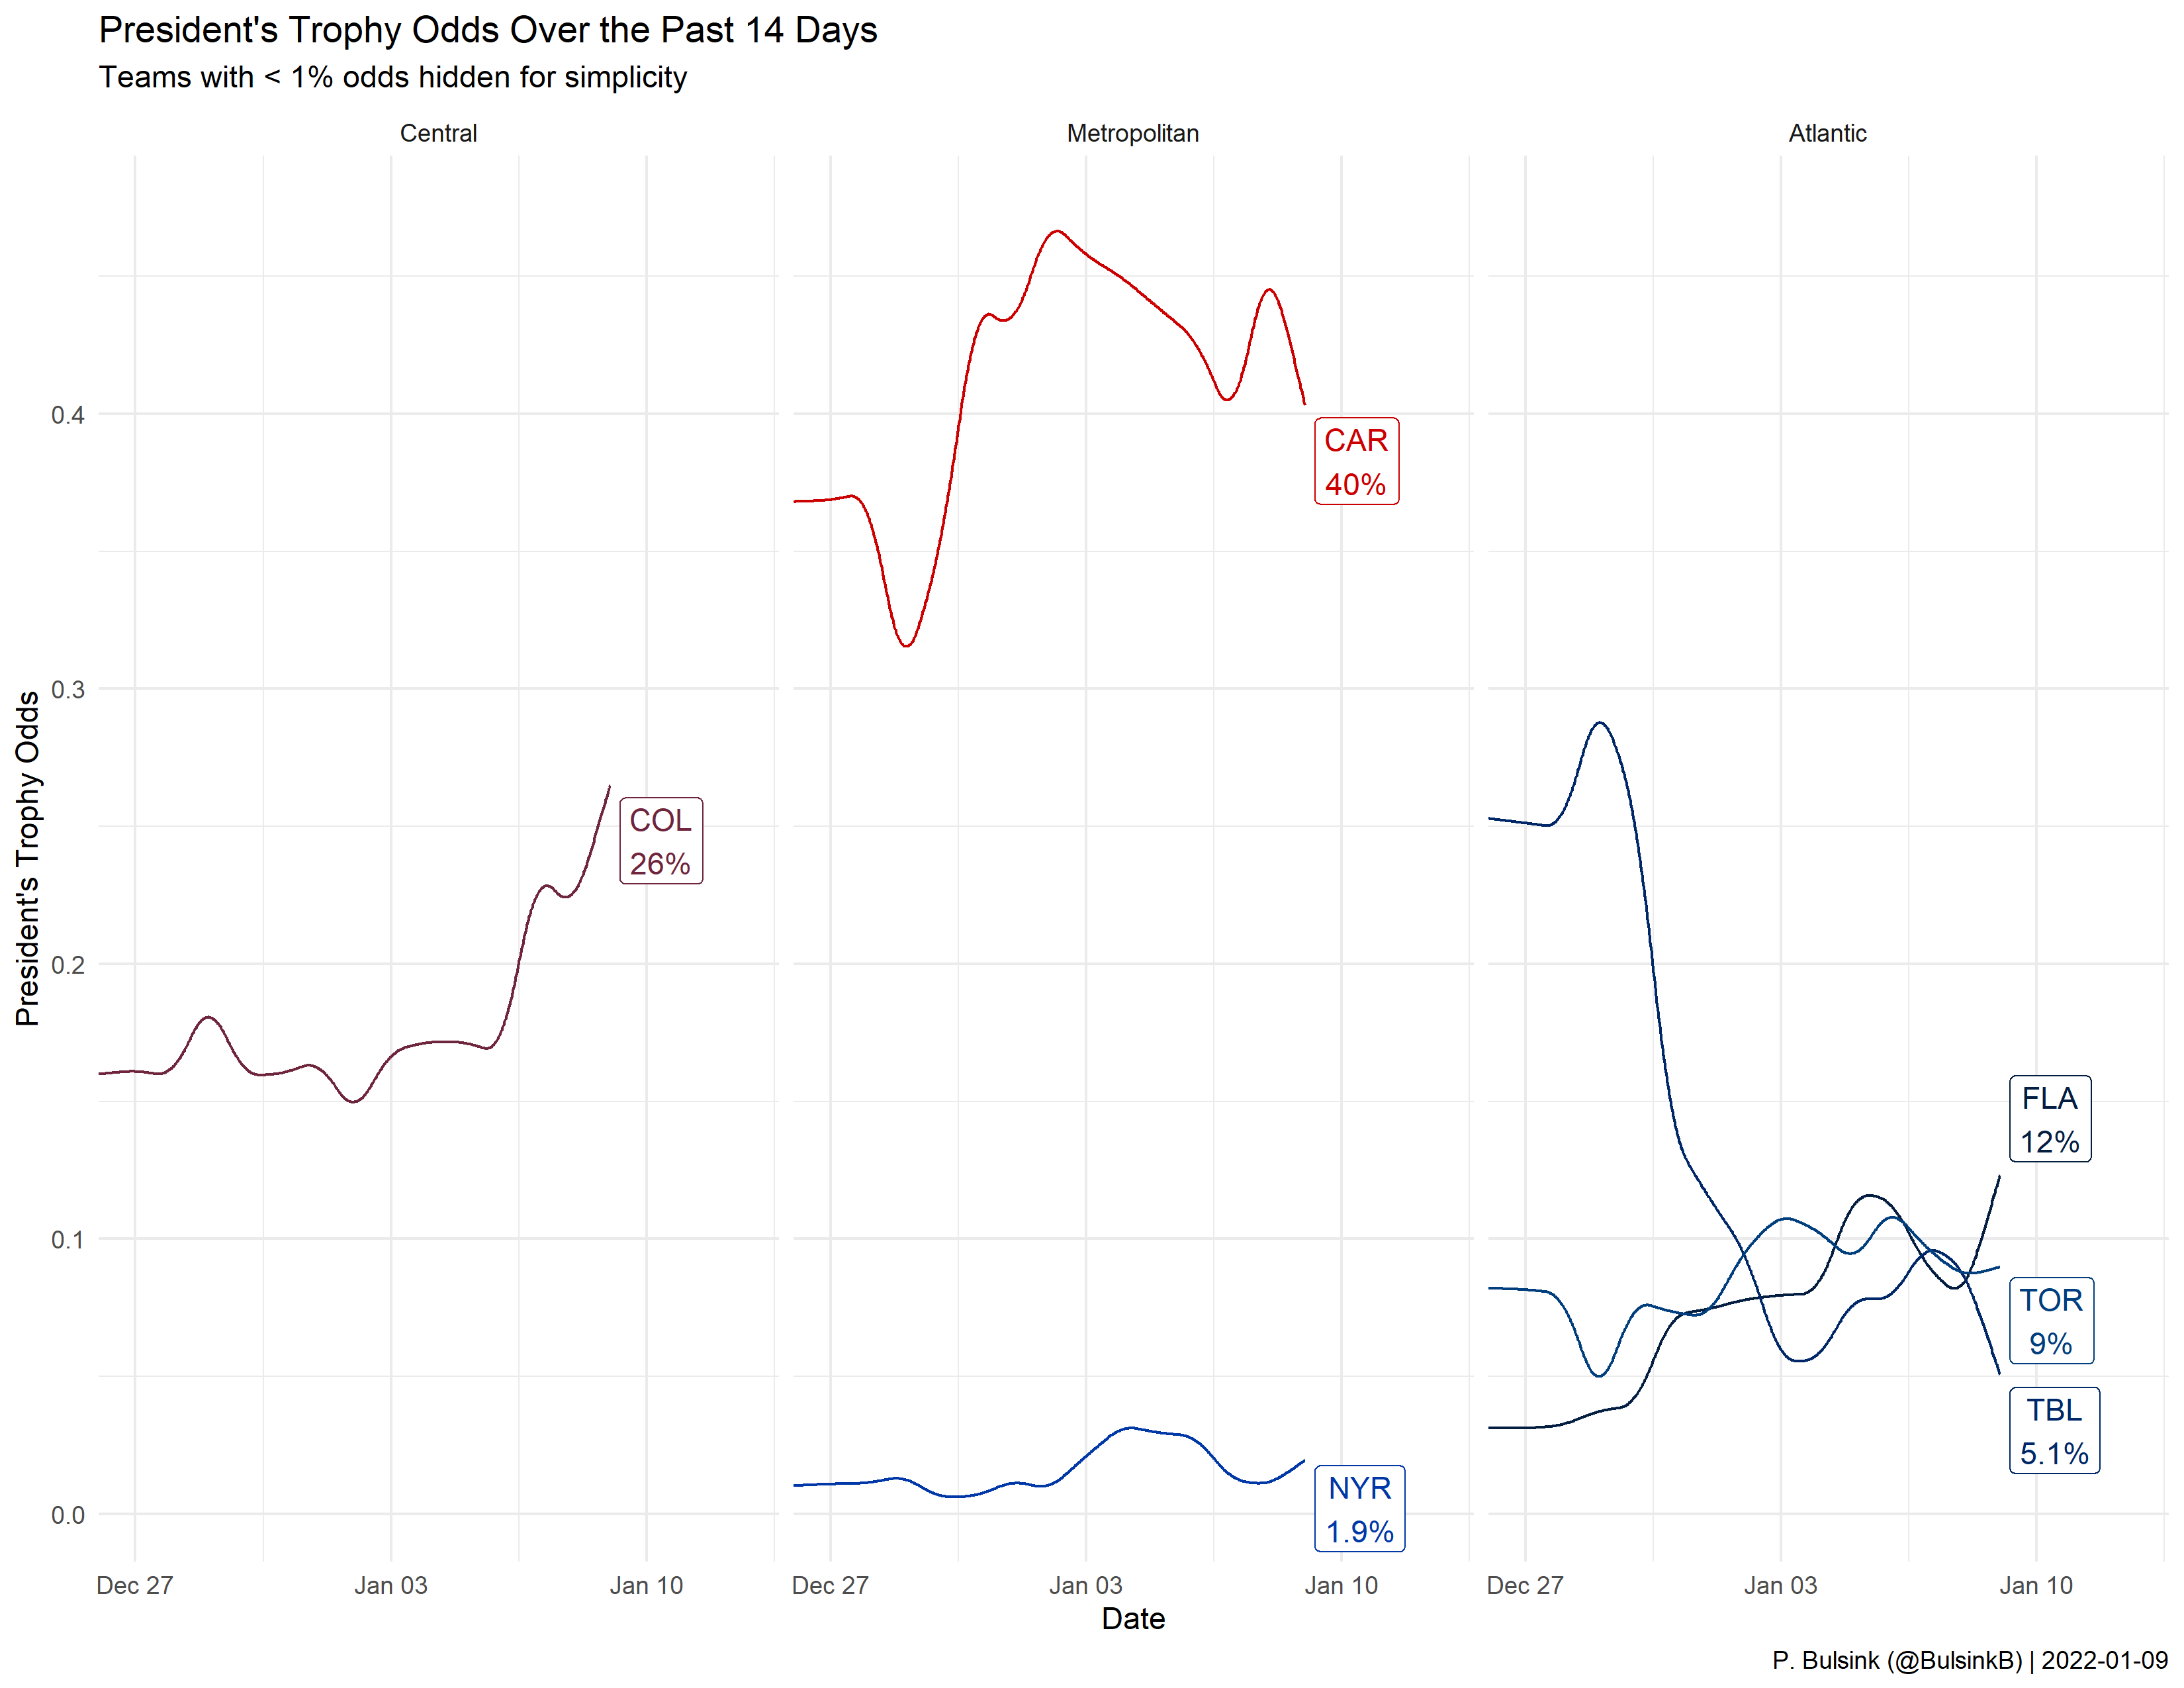 President's Trophy Odds Over the Past 14 Days
Teams with < 1% odds hidden for simplicity
Central
Metropolitan
Atlantic
President's Trophy Odds
0.4
0.3
0.2
0.1
0.0
COL
26%
CAR
40%
NYR
1.9%
FLA
12%
TOR
9%
TBL
5.1%
Dec 27
Jan 03
Jan 10
Dec 27
Jan 03
Jan 10
Dec 27
Jan 03
Jan 10
Date
P. Bulsink (@BulsinkB) | 2022-01-09